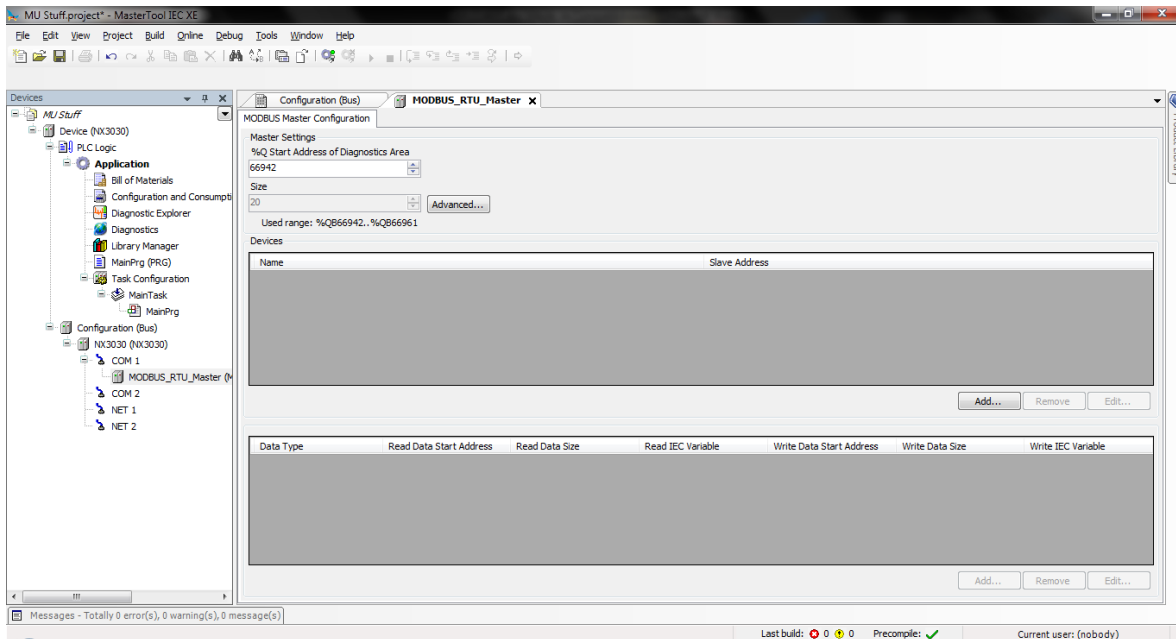 MU Stuff.project* - MasterTool IEC XE
File Edit View Project Build Online Debug Tools Window Help
Devices
MU Stuff
Device (NX3030)
PLC Logic
Application
Bill of Materials
Configuration and Consumpti
Diagnostic Explorer
Diagnostics
Library Manager
MainPrg (PRG)
Task Configuration
MainTask
MainPrg
Configuration (Bus)
NX3030 (NX3030)
COM 1
MODBUS_RTU_Master (M
COM 2
NET 1
NET 2
Configuration (Bus) MODBUS_RTU_Master
MODBUS Master Configuration
Master Settings
%Q Start Address of Diagnostics Area
66942
Size
20 Advanced...
Used range: %QB66942..%QB66961
Devices
Name Slave Address
Add... Remove Edit...
Data Type Read Data Start Address Read Data Size Read IEC Variable Write Data Start Address Write Data Size Write IEC Variable
Add... Remove Edit...
Product Library
Messages - Totally 0 error(s), 0 warning(s), 0 message(s)
Last build: 0 0 Precompile: Current user: (nobody)